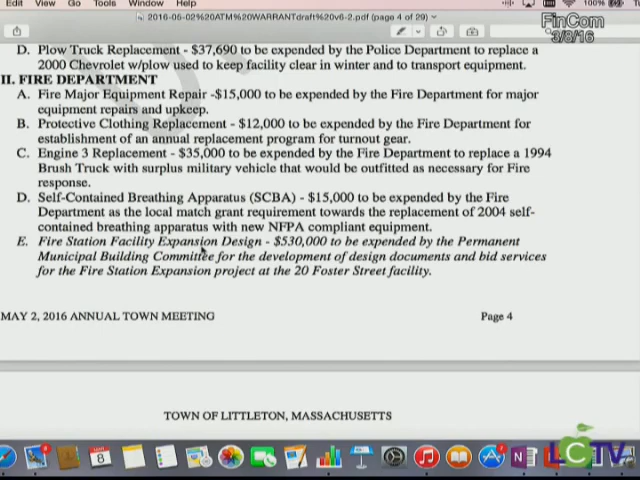 Edit View Go Tools Window Help
100%
2016-05-02%20ATM%20WARRANTdraft%20v6-2.pdf (page 4 of 29)
FinCom
3/8/16
D. Plow Truck Replacement - $37,690 to be expended by the Police Department to replace a
2000 Chevrolet w/plow used to keep facility clear in winter and to transport equipment.
II. FIRE DEPARTMENT
A. Fire Major Equipment Repair -$15,000 to be expended by the Fire Department for major
equipment repairs and upkeep.
B. Protective Clothing Replacement - $12,000 to be expended by the Fire Department for
establishment of an annual replacement program for turnout gear.
C. Engine 3 Replacement - $35,000 to be expended by the Fire Department to replace a 1994
Brush Truck with surplus military vehicle that would be outfitted as necessary for Fire
response.
D. Self-Contained Breathing Apparatus (SCBA) - $15,000 to be expended by the Fire
Department as the local match grant requirement towards the replacement of 2004 self-
contained breathing apparatus with new NFPA compliant equipment.
E. Fire Station Facility Expansion Design - $530,000 to be expended by the Permanent
Municipal Building Committee for the development of design documents and bid services
for the Fire Station Expansion project at the 20 Foster Street facility.
MAY 2, 2016 ANNUAL TOWN MEETING Page 4
TOWN OF LITTLETON, MASSACHUSETTS
8
N
LCTV